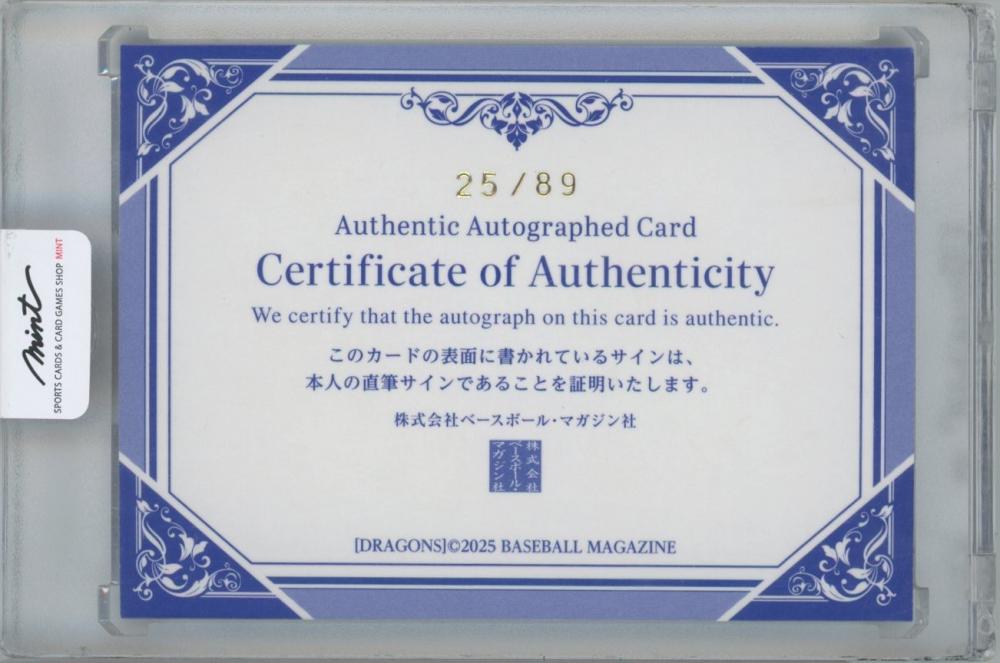 25/89
Authentic Autographed Card
Certificate of Authenticity
We certify that the autograph on this card is authentic.
このカードの表面に書かれているサインは、
本人の直筆サインであることを証明いたします。
株式会社ベースボール・マガジン社
株式会社
ベースボール・
マガジン社
[DRAGONS]©2025 BASEBALL MAGAZINE
mint
SPORTS CARDS & CARD GAMES SHOP MINT